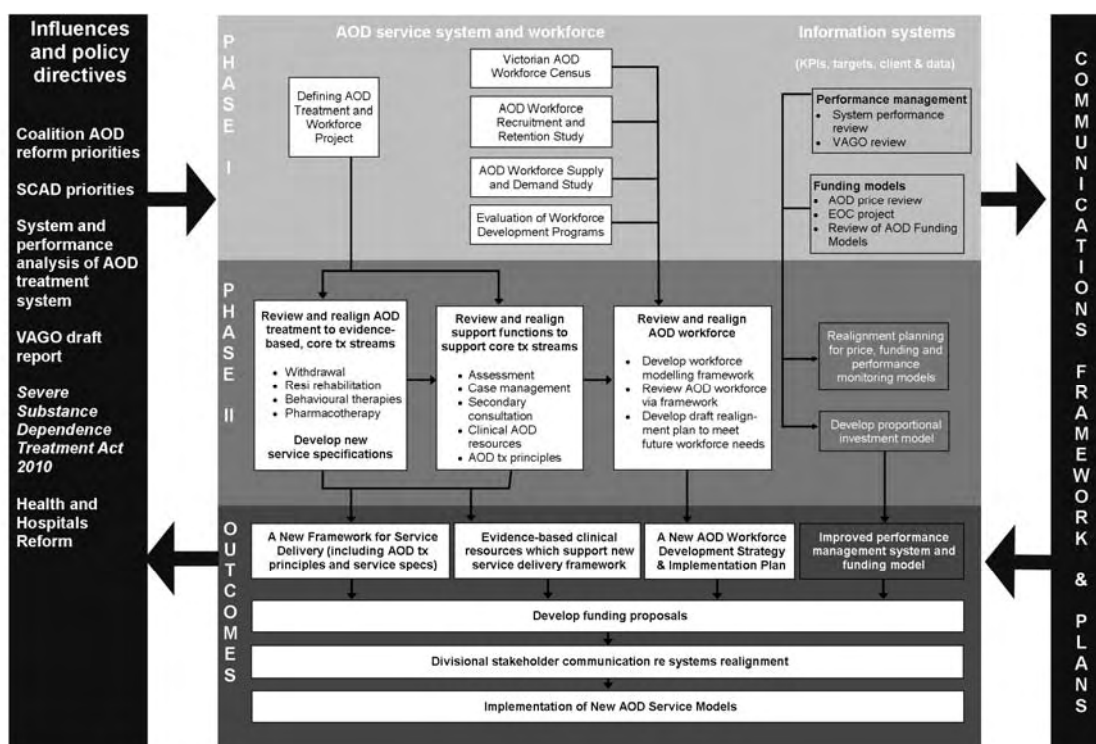 Influences
and policy
directives
Coalition AOD
reform priorities
SCAD priorities
System and
performance
analysis of AOD
treatment
system
VAGO draft
report
Severe
Substance
Dependence
Treatment Act
2010
Health and
Hospitals
Reform
PHASE I
AOD service system and workforce
Defining AOD
Treatment and
Workforce
Project
Victorian AOD
Workforce Census
AOD Workforce
Recruitment and
Retention Study
AOD Workforce Supply
and Demand Study
Evaluation of Workforce
Development Programs
Information systems
(KPIs, targets, client & data)
Performance management
• System performance
review
• VAGO review
Funding models
• AOD price review
• EOC project
• Review of AOD Funding
Models
PHASE II
Review and realign AOD
treatment to evidence-
based, core tx streams
• Withdrawal
• Resi rehabilitation
• Behavioural therapies
• Pharmacotherapy
Develop new
service specifications
Review and realign
support functions to
support core tx streams
• Assessment
• Case management
• Secondary
consultation
• Clinical AOD
resources
• AOD tx principles
Review and realign
AOD workforce
• Develop workforce
modelling framework
• Review AOD workforce
via framework
• Develop draft realign-
ment plan to meet
future workforce needs
Realignment planning
for price, funding and
performance
monitoring models
Develop proportional
investment model
OUTCOMES
A New Framework for Service
Delivery (including AOD tx
principles and service specs)
Evidence-based clinical
resources which support new
service delivery framework
A New AOD Workforce
Development Strategy
& Implementation Plan
Improved performance
management system and
funding model
Develop funding proposals
Divisional stakeholder communication re systems realignment
Implementation of New AOD Service Models
COMMUNICATIONS FRAMEWORK & PLANS